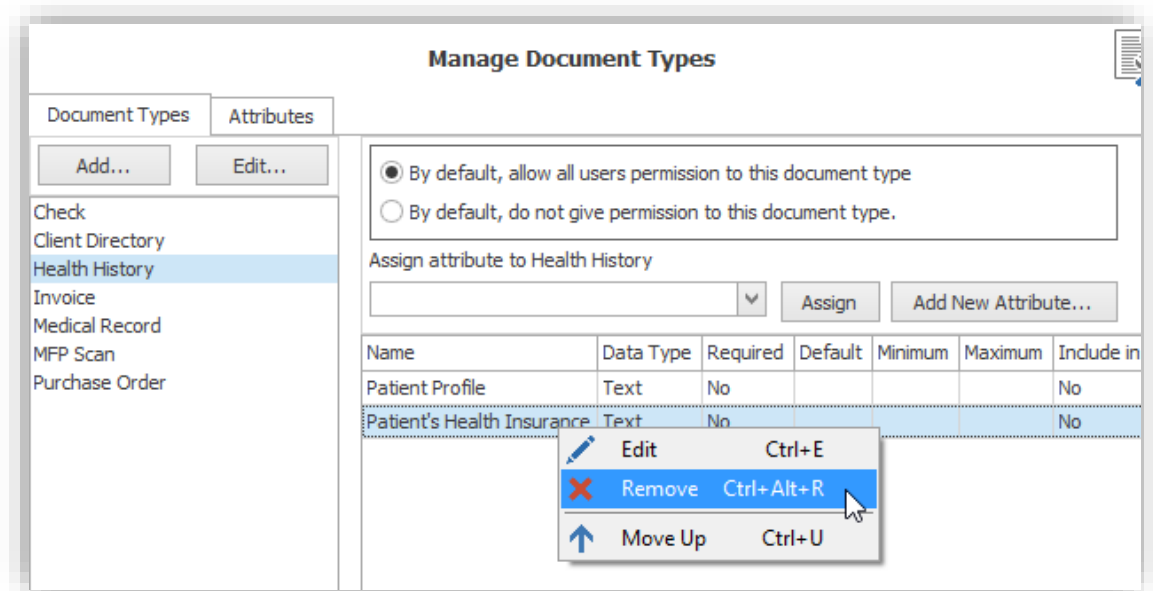 Manage Document Types
Document Types Attributes
Add... Edit...
Check
Client Directory
Health History
Invoice
Medical Record
MFP Scan
Purchase Order
By default, allow all users permission to this document type
By default, do not give permission to this document type.
Assign attribute to Health History
Assign Add New Attribute...
Name Data Type Required Default Minimum Maximum Include in
Patient Profile Text No No
Patient's Health Insurance Text No No
Edit Ctrl+E
Remove Ctrl+Alt+R
Move Up Ctrl+U